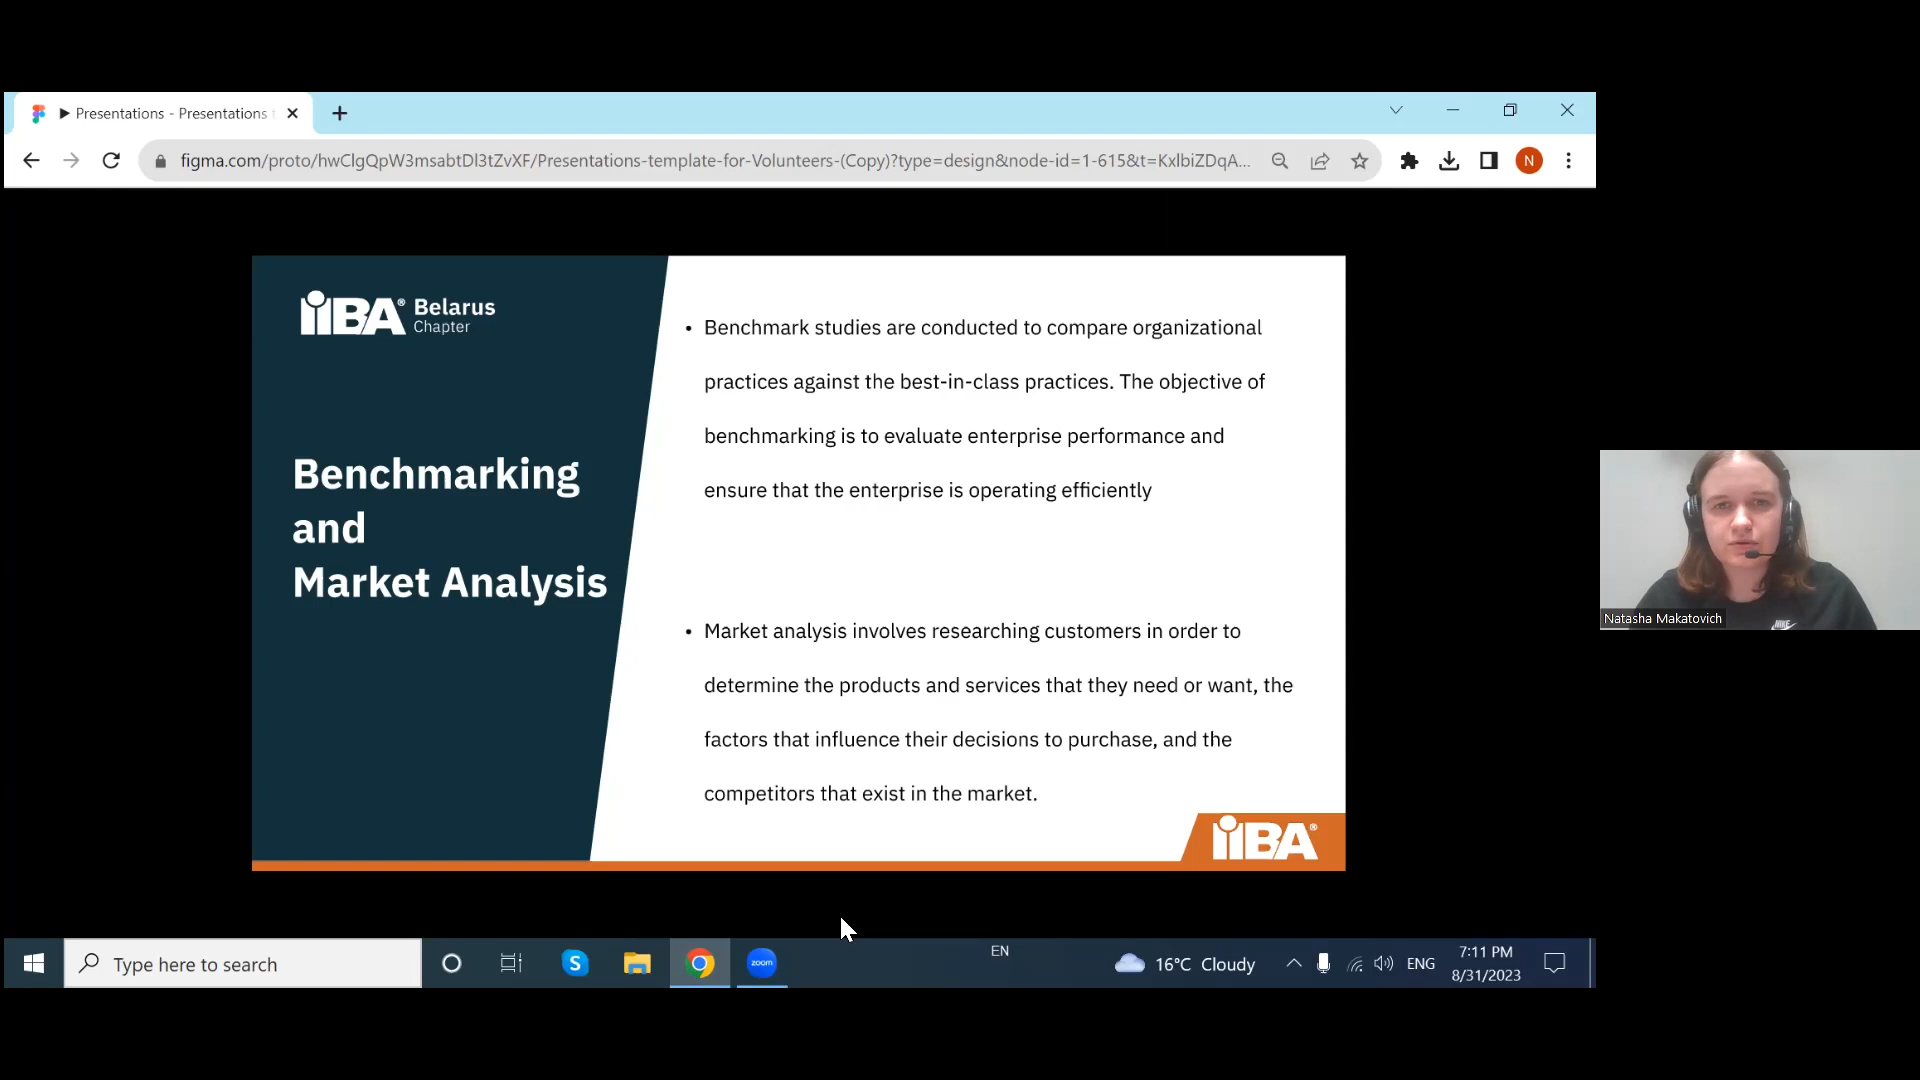 Presentations - Presentations
figma.com/proto/hwClgQpW3msabtDl3tZvXF/Presentations-template-for-Volunteers-(Copy)?type=design&node-id=1-615&t=KxlbiZDqA...
N
iiBA® Belarus
Chapter
Benchmarking
and
Market Analysis
• Benchmark studies are conducted to compare organizational
practices against the best-in-class practices. The objective of
benchmarking is to evaluate enterprise performance and
ensure that the enterprise is operating efficiently
• Market analysis involves researching customers in order to
determine the products and services that they need or want, the
factors that influence their decisions to purchase, and the
competitors that exist in the market.
iiBA®
NIKE
Natasha Makatovich
Type here to search
S
zoom
EN
16°C Cloudy
ENG
7:11 PM
8/31/2023